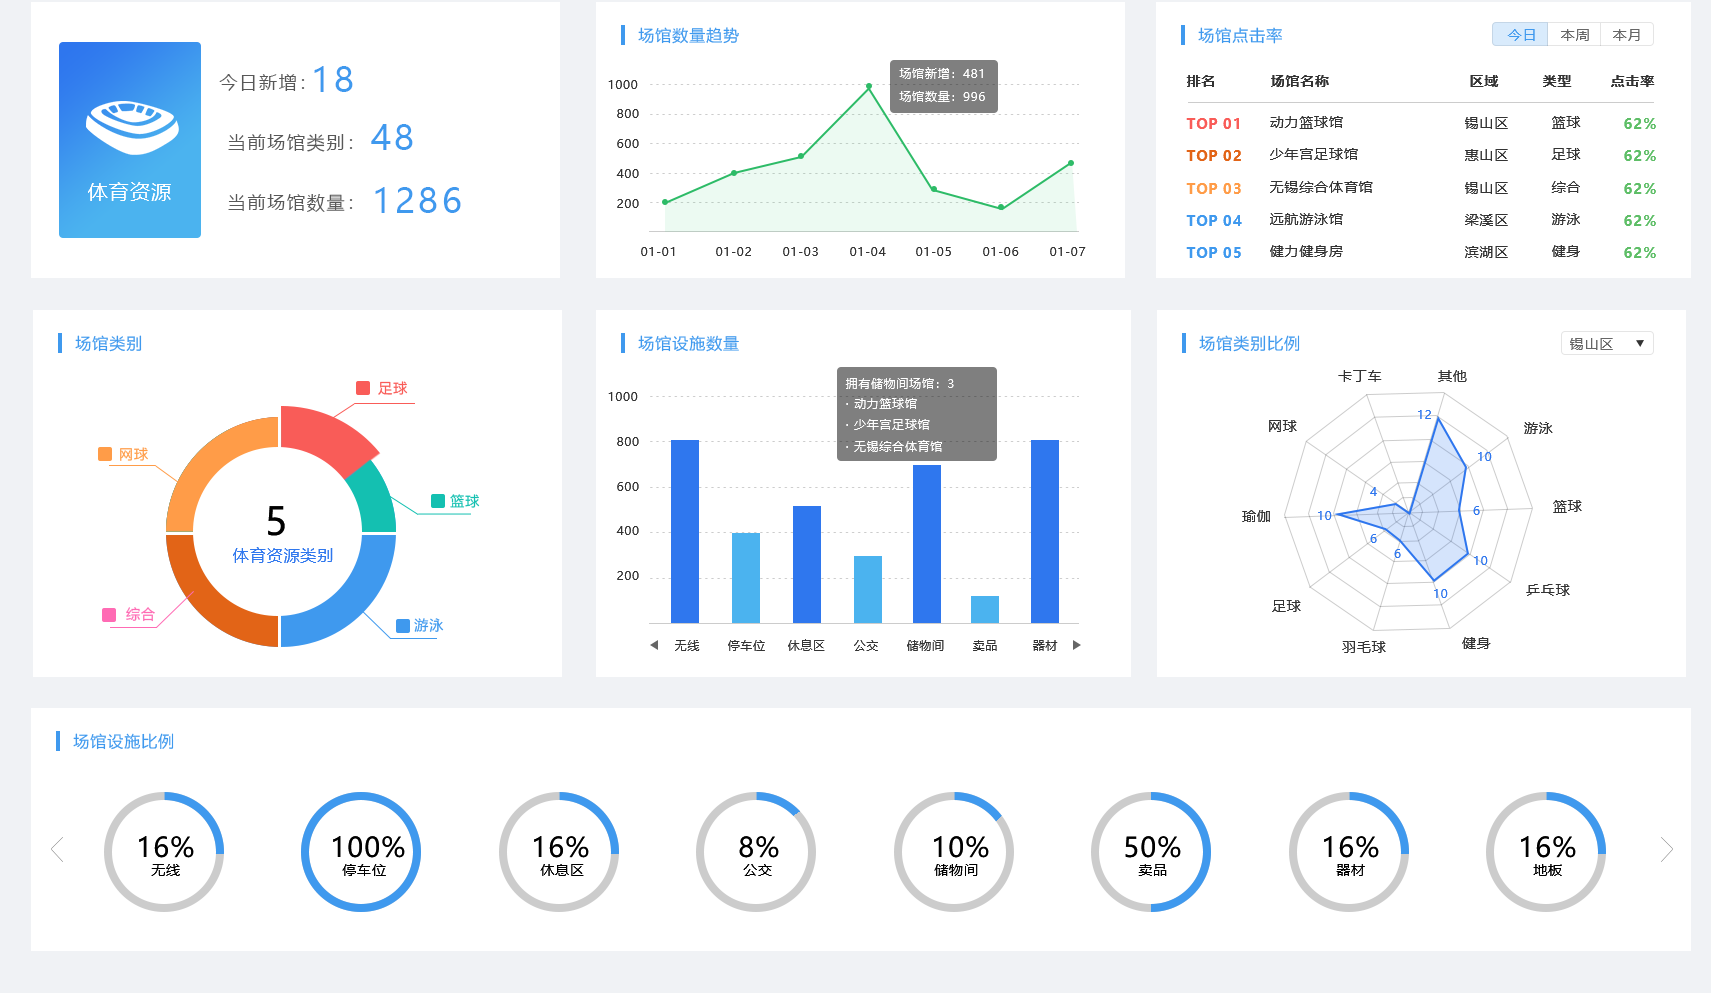 今日新增：18
当前场馆类别：48
当前场馆数量：1286
体育资源
场馆数量趋势
场馆新增：481
场馆数量：996
1000
800
600
400
200
01-01 01-02 01-03 01-04 01-05 01-06 01-07
场馆点击率
今日 本周 本月
排名 场馆名称 区域 类型 点击率
TOP 01 动力篮球馆 锡山区 篮球 62%
TOP 02 少年宫足球馆 惠山区 足球 62%
TOP 03 无锡综合体育馆 锡山区 综合 62%
TOP 04 远航游泳馆 梁溪区 游泳 62%
TOP 05 健力健身房 滨湖区 健身 62%
场馆类别
足球
网球
篮球
5
体育资源类别
综合
游泳
场馆设施数量
拥有储物间场馆：3
· 动力篮球馆
· 少年宫足球馆
· 无锡综合体育馆
1000
800
600
400
200
无线 停车位 休息区 公交 储物间 卖品 器材
场馆类别比例
锡山区
卡丁车 其他
网球 游泳
12
10
4
瑜伽 10 6 篮球
6
6 10
10
足球 乒乓球
羽毛球 健身
场馆设施比例
16% 100% 16% 8% 10% 50% 16% 16%
无线 停车位 休息区 公交 储物间 卖品 器材 地板